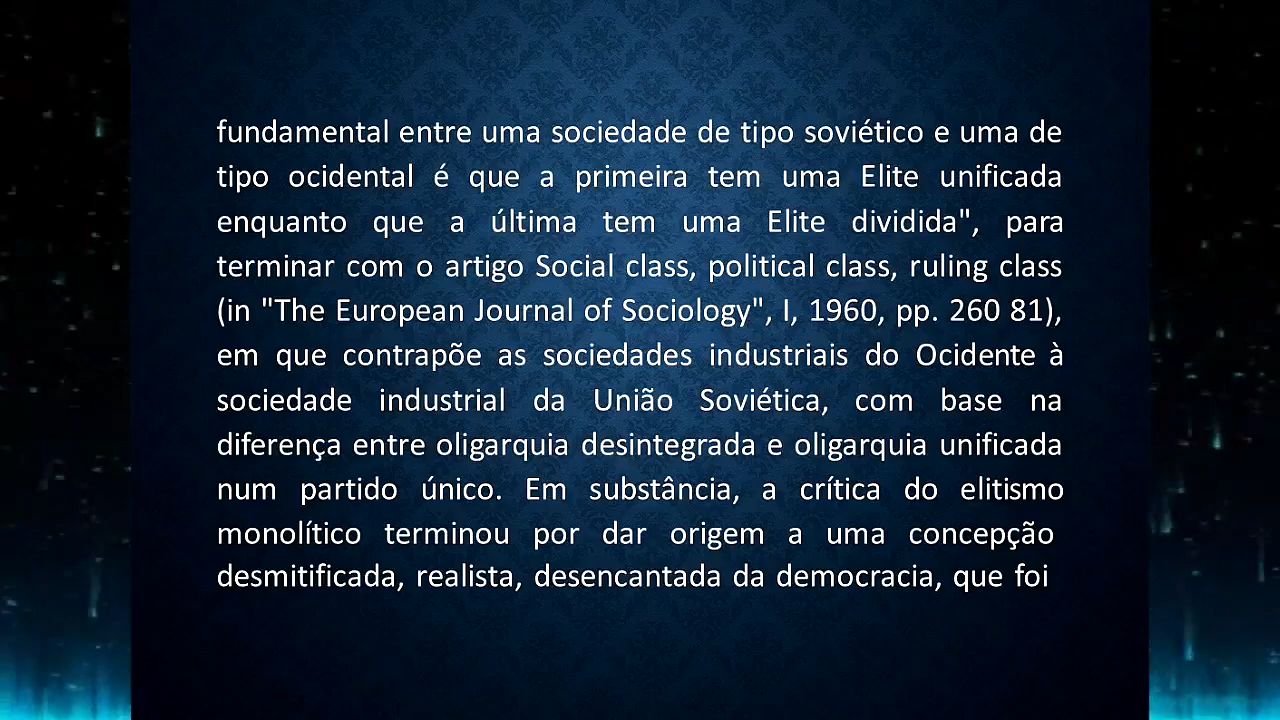 fundamental entre uma sociedade de tipo soviético e uma de
tipo ocidental é que a primeira tem uma Elite unificada
enquanto que a última tem uma Elite dividida", para
terminar com o artigo Social class, political class, ruling class
(in "The European Journal of Sociology", I, 1960, pp. 260 81),
em que contrapõe as sociedades industriais do Ocidente à
sociedade industrial da União Soviética, com base na
diferença entre oligarquia desintegrada e oligarquia unificada
num partido único. Em substância, a crítica do elitismo
monolítico terminou por dar origem a uma concepção
desmitificada, realista, desencantada da democracia, que foi